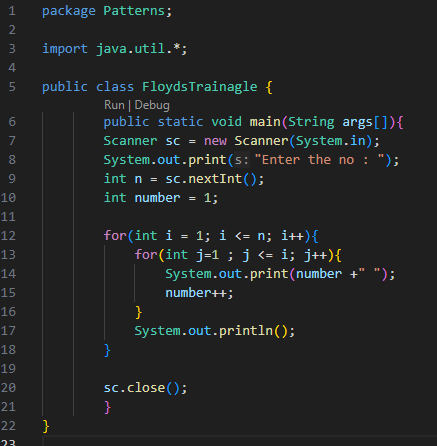 1 package Patterns;
2
3 import java.util.*;
4
5 public class FloydsTrainagle {
Run | Debug
6 public static void main(String args[]){
7 Scanner sc = new Scanner(System.in);
8 System.out.print(s: "Enter the no : ");
9 int n = sc.nextInt();
10 int number = 1;
11
12 for(int i = 1; i <= n; i++){
13 for(int j=1 ; j <= i; j++){
14 System.out.print(number +" ");
15 number++;
16 }
17 System.out.println();
18 }
19
20 sc.close();
21 }
22 }
23